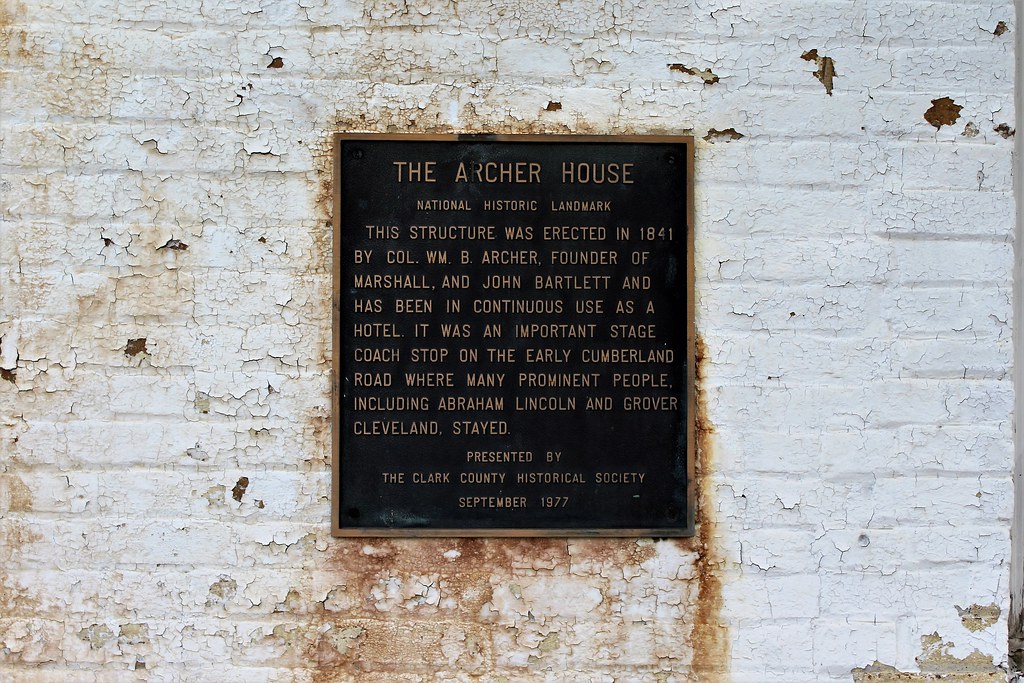 THE ARCHER HOUSE
NATIONAL HISTORIC LANDMARK
THIS STRUCTURE WAS ERECTED IN 1841
BY COL. WM. B. ARCHER, FOUNDER OF
MARSHALL, AND JOHN BARTLETT AND
HAS BEEN IN CONTINUOUS USE AS A
HOTEL. IT WAS AN IMPORTANT STAGE
COACH STOP ON THE EARLY CUMBERLAND
ROAD WHERE MANY PROMINENT PEOPLE,
INCLUDING ABRAHAM LINCOLN AND GROVER
CLEVELAND, STAYED.
PRESENTED BY
THE CLARK COUNTY HISTORICAL SOCIETY
SEPTEMBER 1977